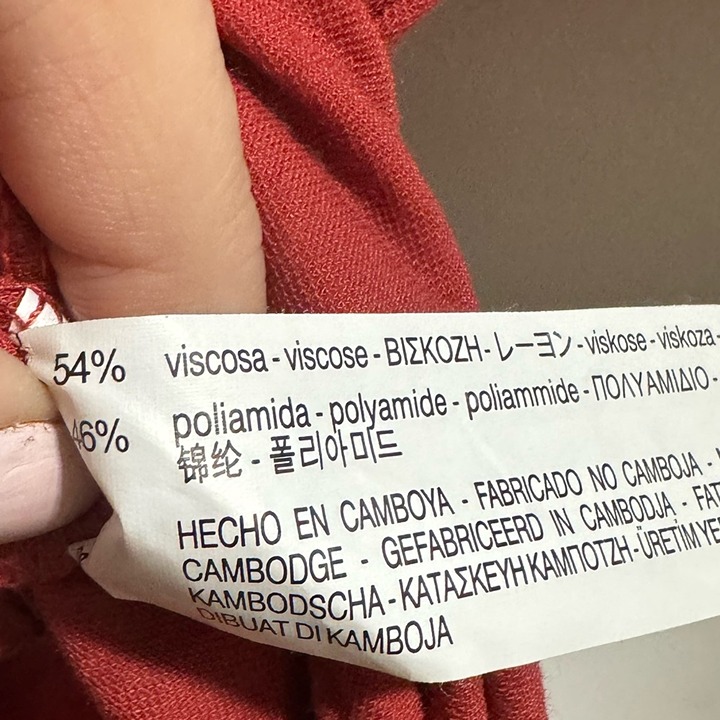 54% viscosa - viscose - ΒΙΣΚΟΖΗ - レーヨン - viskose - viskoza -
46% poliamida - polyamide - poliammide - ΠΟΛΥΑΜΙΔΙΟ -
锦纶 - 폴리아미드
HECHO EN CAMBOYA - FABRICADO NO CAMBOJA -
CAMBODGE - GEFABRICEERD IN CAMBODJA -
KAMBODSCHA - ΚΑΤΑΣΚΕΥΗ ΚΑΜΠΟΤΖΗ - ÜRETİM YE
DIBUAT DI KAMBOJA